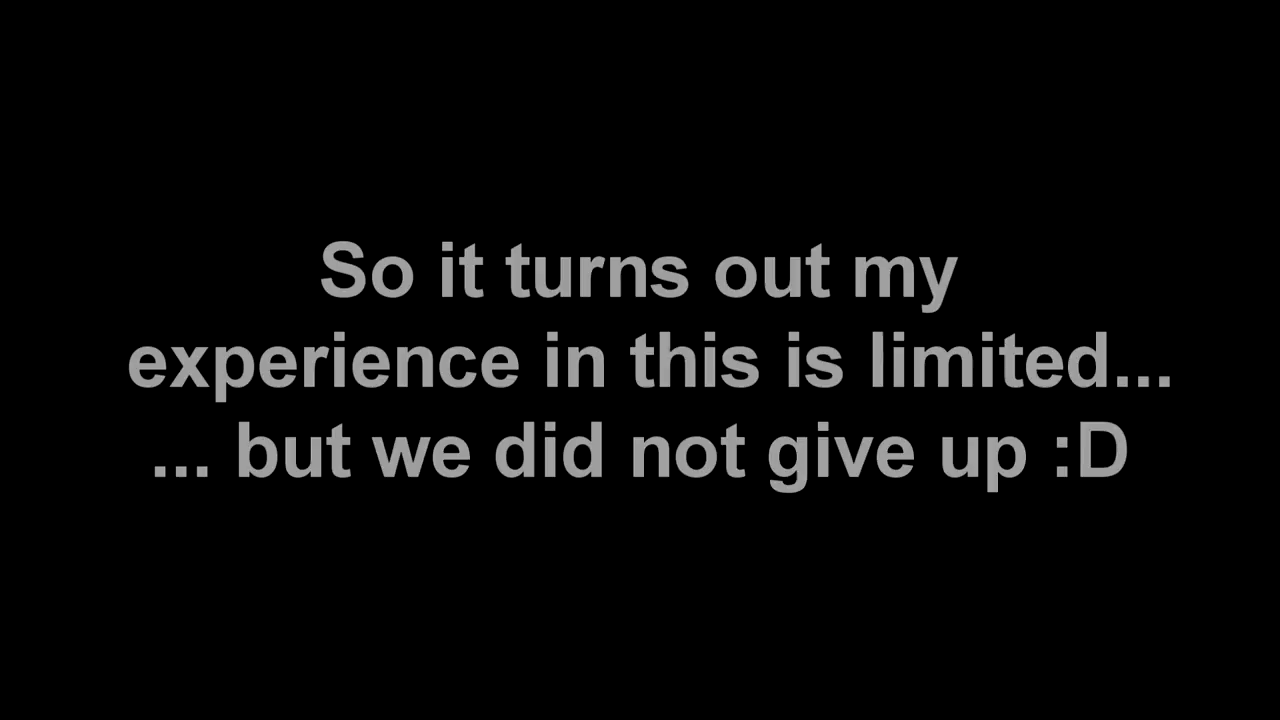 So it turns out my
experience in this is limited...
... but we did not give up :D